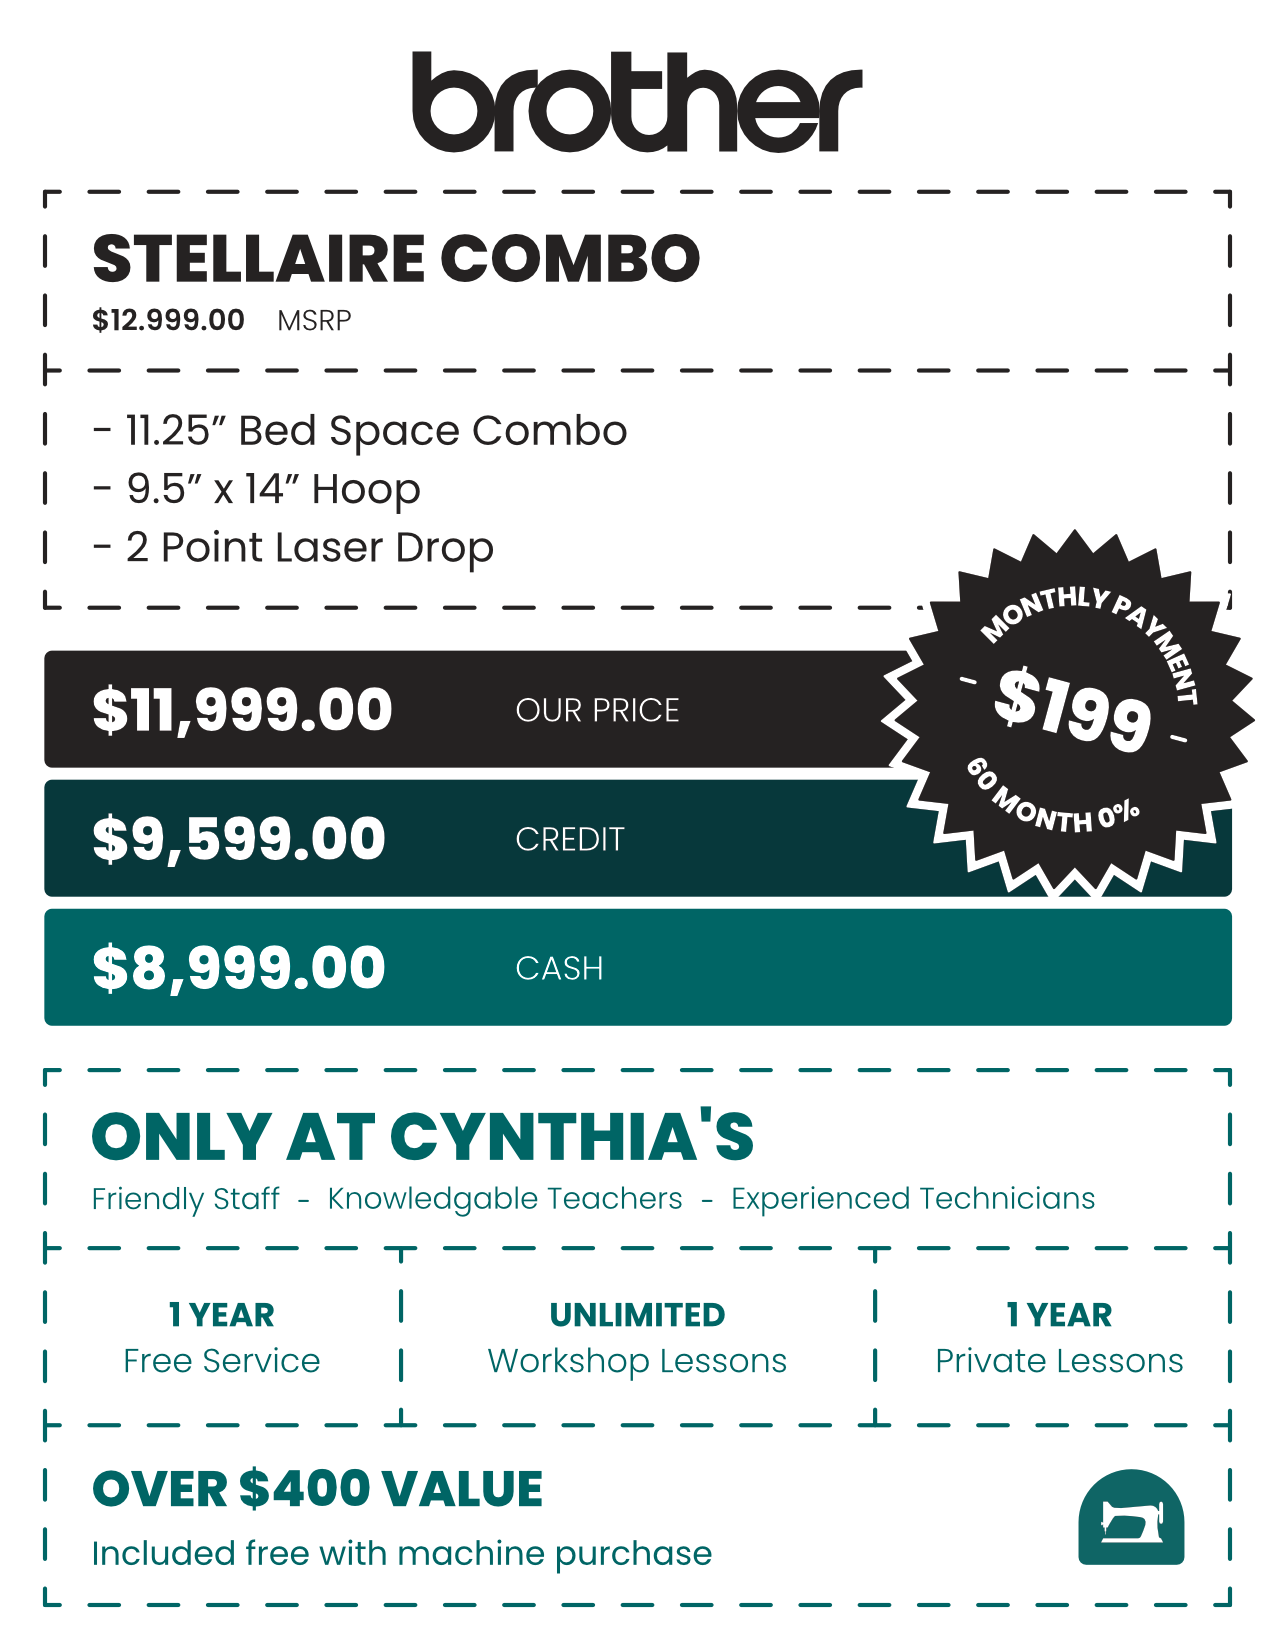 brother
STELLAIRE COMBO
$12.999.00 MSRP
- 11.25” Bed Space Combo
- 9.5” x 14” Hoop
- 2 Point Laser Drop
MONTHLY PAYMENT
- $199 -
60 MONTH 0%
$11,999.00 OUR PRICE
$9,599.00 CREDIT
$8,999.00 CASH
ONLY AT CYNTHIA'S
Friendly Staff - Knowledgable Teachers - Experienced Technicians
1 YEAR
Free Service
UNLIMITED
Workshop Lessons
1 YEAR
Private Lessons
OVER $400 VALUE
Included free with machine purchase